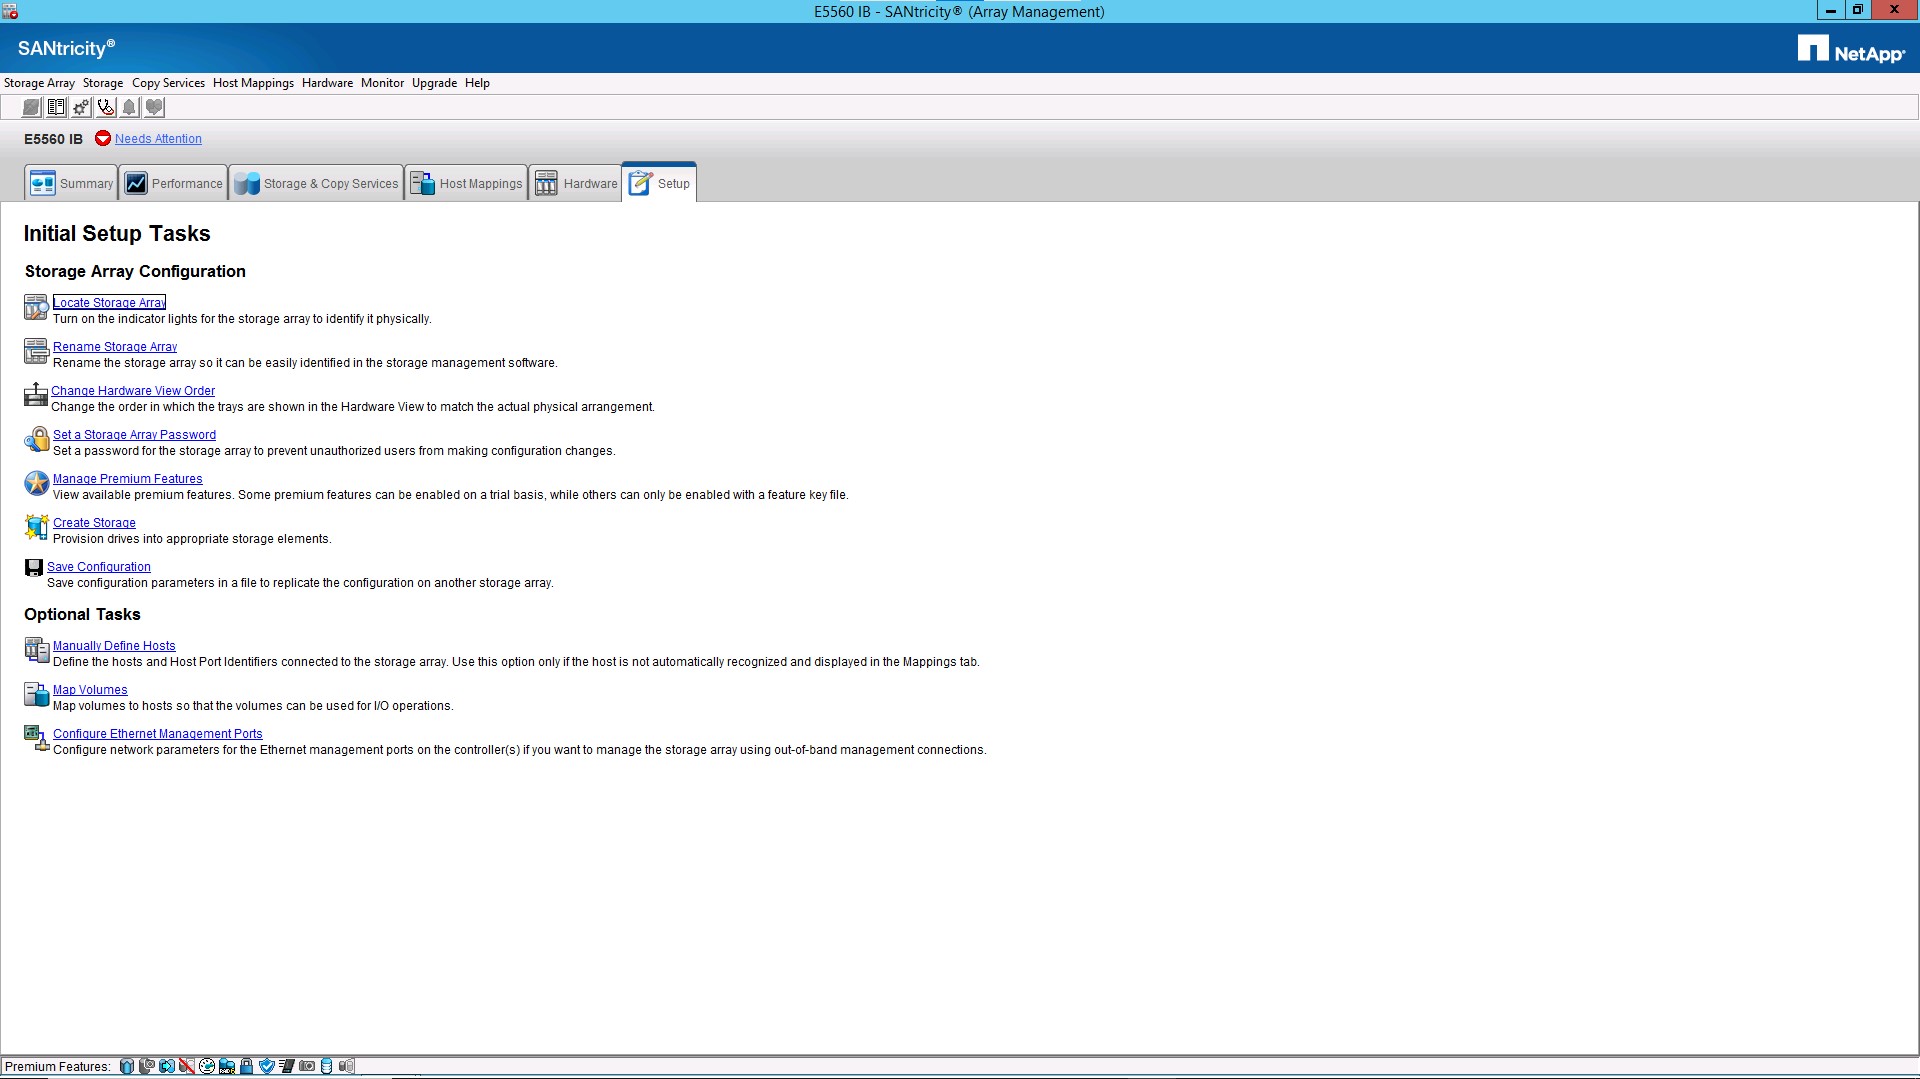 E5560 IB - SANtricity® (Array Management)
SANtricity®
NetApp®
Storage Array Storage Copy Services Host Mappings Hardware Monitor Upgrade Help
E5560 IB Needs Attention
Summary Performance Storage & Copy Services Host Mappings Hardware Setup
Initial Setup Tasks
Storage Array Configuration
Locate Storage Array
Turn on the indicator lights for the storage array to identify it physically.
Rename Storage Array
Rename the storage array so it can be easily identified in the storage management software.
Change Hardware View Order
Change the order in which the trays are shown in the Hardware View to match the actual physical arrangement.
Set a Storage Array Password
Set a password for the storage array to prevent unauthorized users from making configuration changes.
Manage Premium Features
View available premium features. Some premium features can be enabled on a trial basis, while others can only be enabled with a feature key file.
Create Storage
Provision drives into appropriate storage elements.
Save Configuration
Save configuration parameters in a file to replicate the configuration on another storage array.
Optional Tasks
Manually Define Hosts
Define the hosts and Host Port Identifiers connected to the storage array. Use this option only if the host is not automatically recognized and displayed in the Mappings tab.
Map Volumes
Map volumes to hosts so that the volumes can be used for I/O operations.
Configure Ethernet Management Ports
Configure network parameters for the Ethernet management ports on the controller(s) if you want to manage the storage array using out-of-band management connections.
Premium Features: